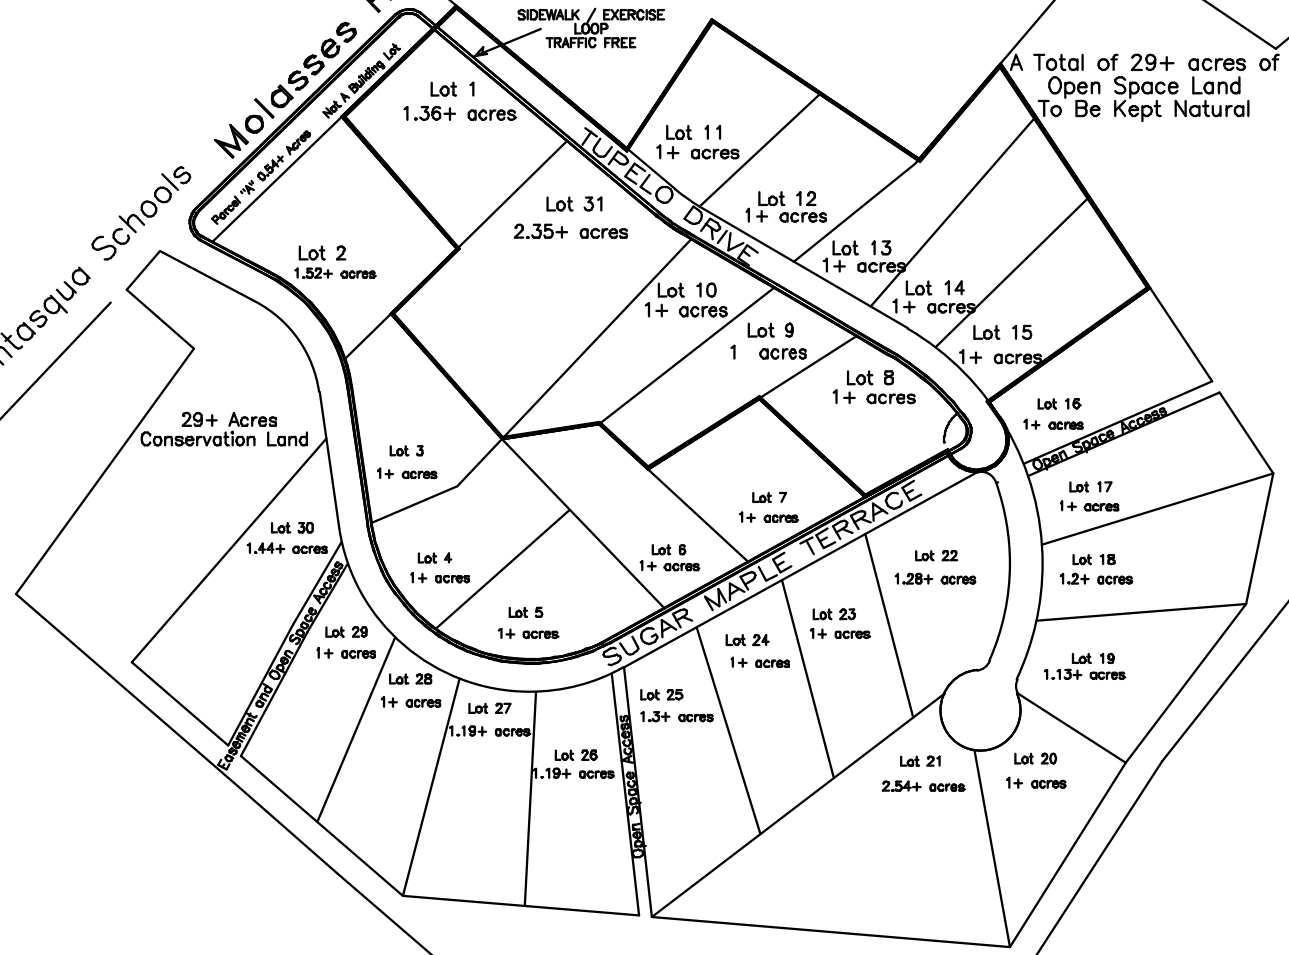 SIDEWALK / EXERCISE
LOOP
TRAFFIC FREE
A Total of 29+ acres of
Open Space Land
To Be Kept Natural
Molasses
Schools
Parcel "A" 0.54+ Acres Not A Building Lot
TUPELO DRIVE
Lot 1
1.36+ acres
Lot 11
1+ acres
Lot 12
1+ acres
Lot 31
2.35+ acres
Lot 2
1.52+ acres
Lot 13
1+ acres
Lot 10
1+ acres
Lot 14
1+ acres
Lot 9
1 acres
Lot 15
1+ acres
Lot 8
1+ acres
Lot 16
1+ acres
Open Space Access
29+ Acres
Conservation Land
Lot 3
1+ acres
Lot 7
1+ acres
Lot 17
1+ acres
Lot 30
1.44+ acres
Lot 4
1+ acres
Lot 6
1+ acres
SUGAR MAPLE TERRACE
Lot 22
1.28+ acres
Lot 18
1.2+ acres
Easement and Open Space Access
Lot 29
1+ acres
Lot 5
1+ acres
Lot 23
1+ acres
Lot 24
1+ acres
Lot 19
1.13+ acres
Lot 28
1+ acres
Lot 27
1.19+ acres
Lot 25
1.3+ acres
Lot 26
1.19+ acres
Open Space Access
Lot 21
2.54+ acres
Lot 20
1+ acres